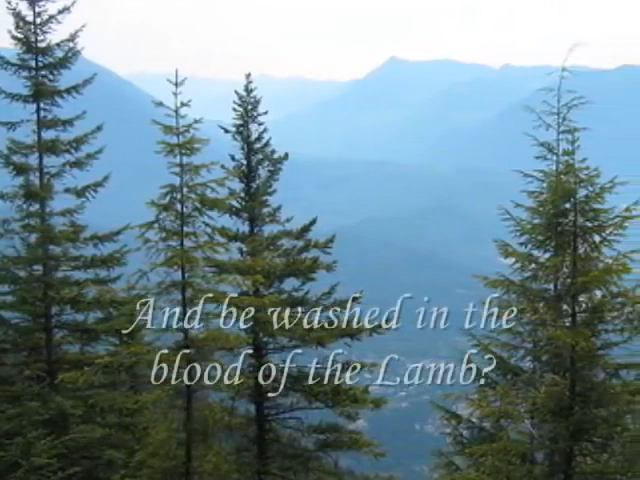 And be washed in the
blood of the Lamb?